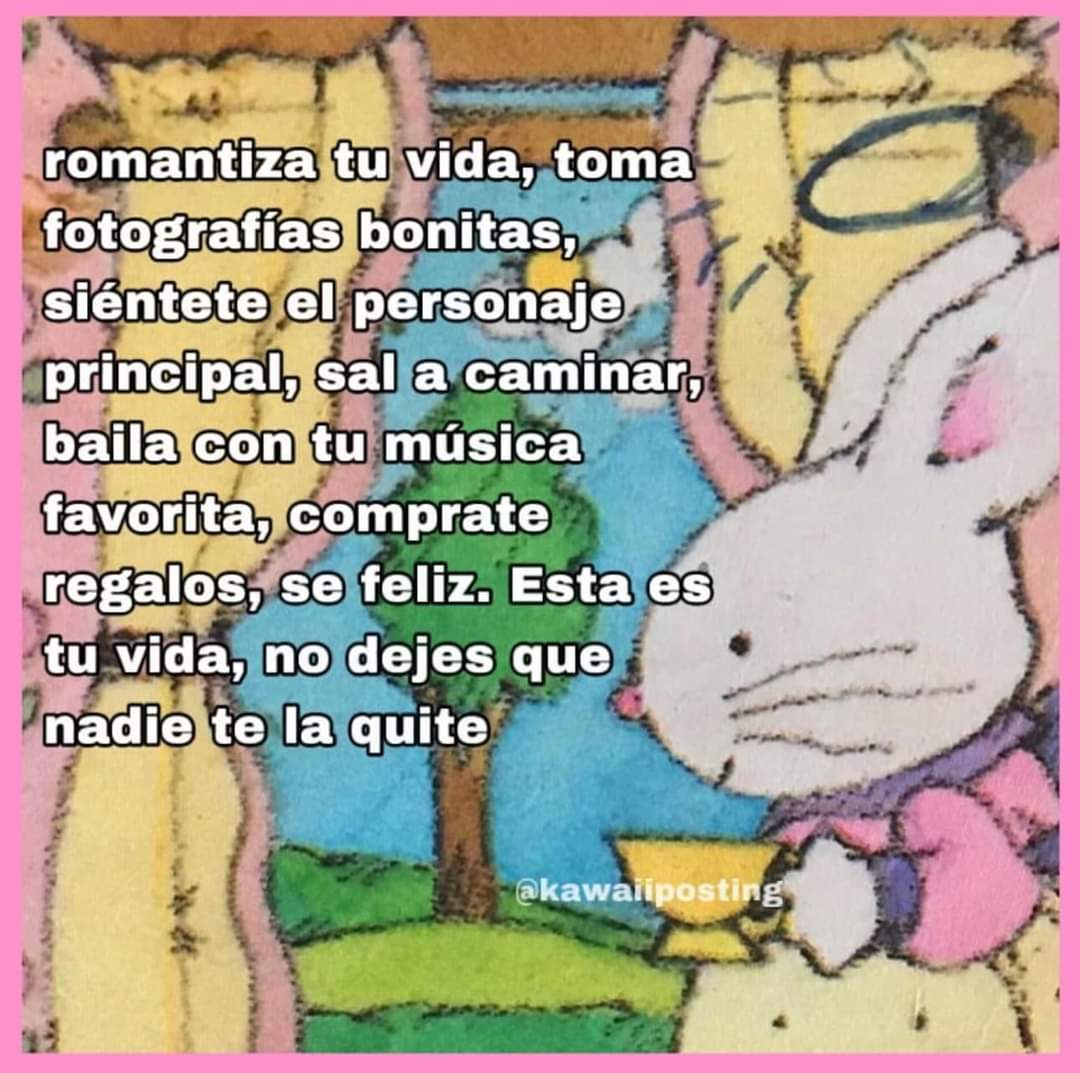 romantiza tu vida, toma
fotografías bonitas,
siéntete el personaje
principal, sal a caminar,
baila con tu música
favorita, comprate
regalos, se feliz. Esta es
tu vida, no dejes que
nadie te la quite
@kawaiiposting